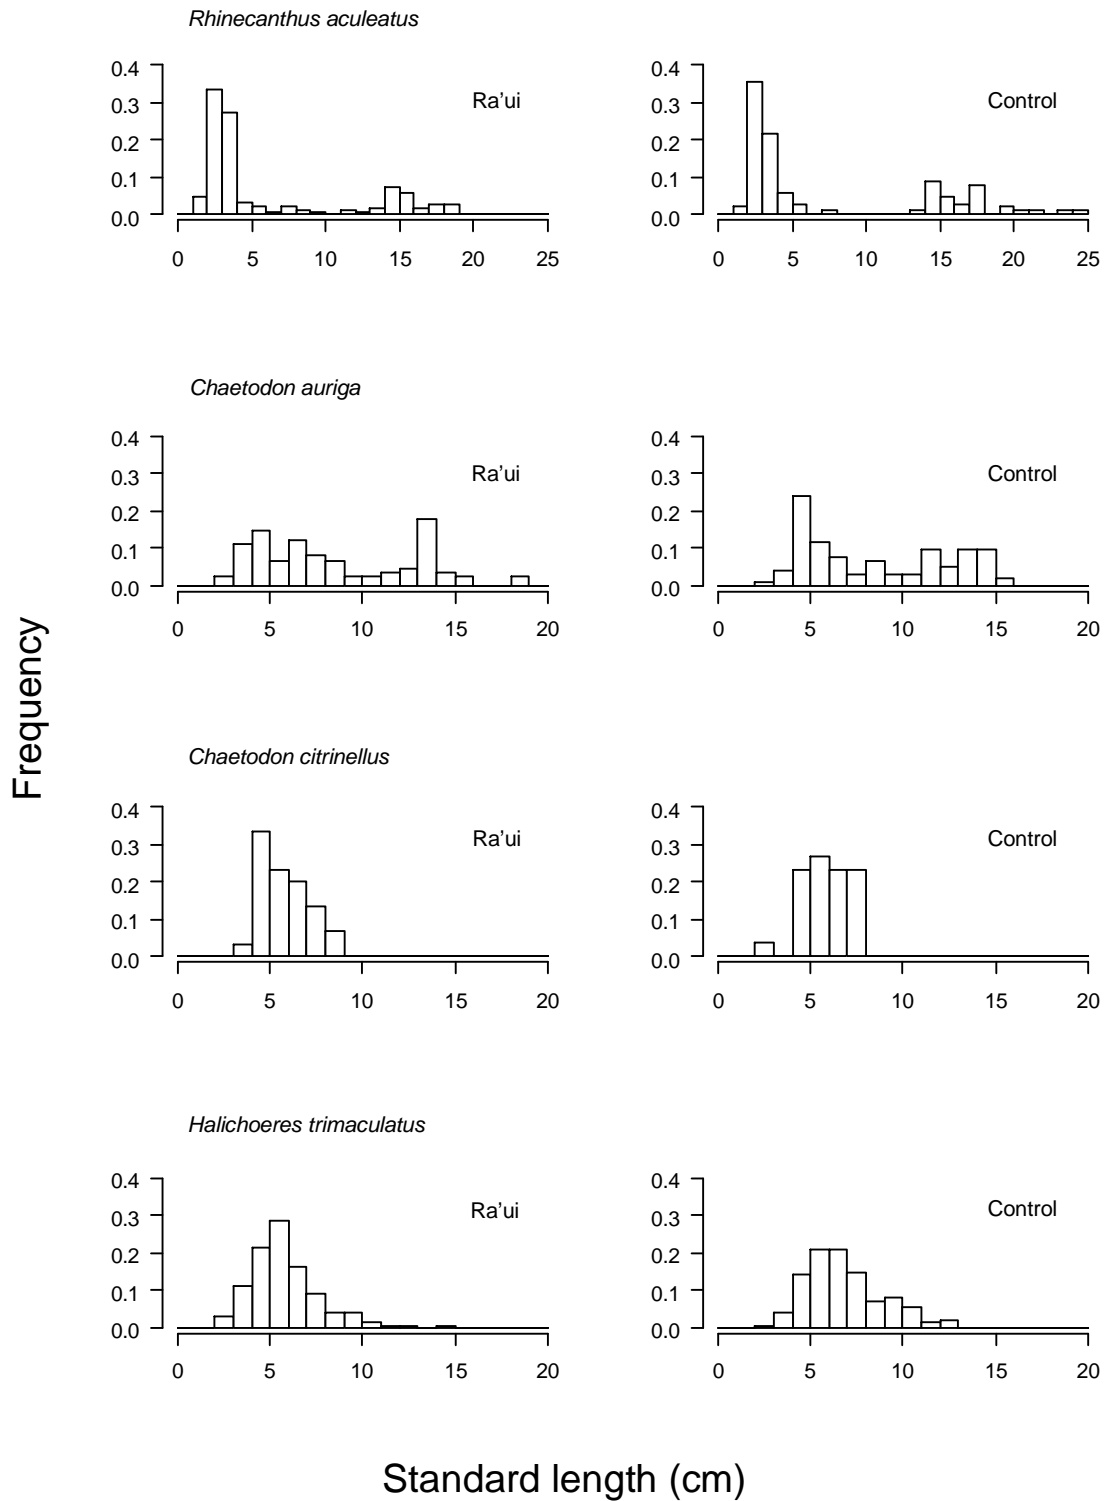 Rhinecanthus aculeatus
0.4
0.3
0.2
0.1
0.0
Ra'ui
0 5 10 15 20 25
0.4
0.3
0.2
0.1
0.0
Control
0 5 10 15 20 25
Chaetodon auriga
0.4
0.3
0.2
0.1
0.0
Ra'ui
0 5 10 15 20
0.4
0.3
0.2
0.1
0.0
Control
0 5 10 15 20
Frequency
Chaetodon citrinellus
0.4
0.3
0.2
0.1
0.0
Ra'ui
0 5 10 15 20
0.4
0.3
0.2
0.1
0.0
Control
0 5 10 15 20
Halichoeres trimaculatus
0.4
0.3
0.2
0.1
0.0
Ra'ui
0 5 10 15 20
0.4
0.3
0.2
0.1
0.0
Control
0 5 10 15 20
Standard length (cm)